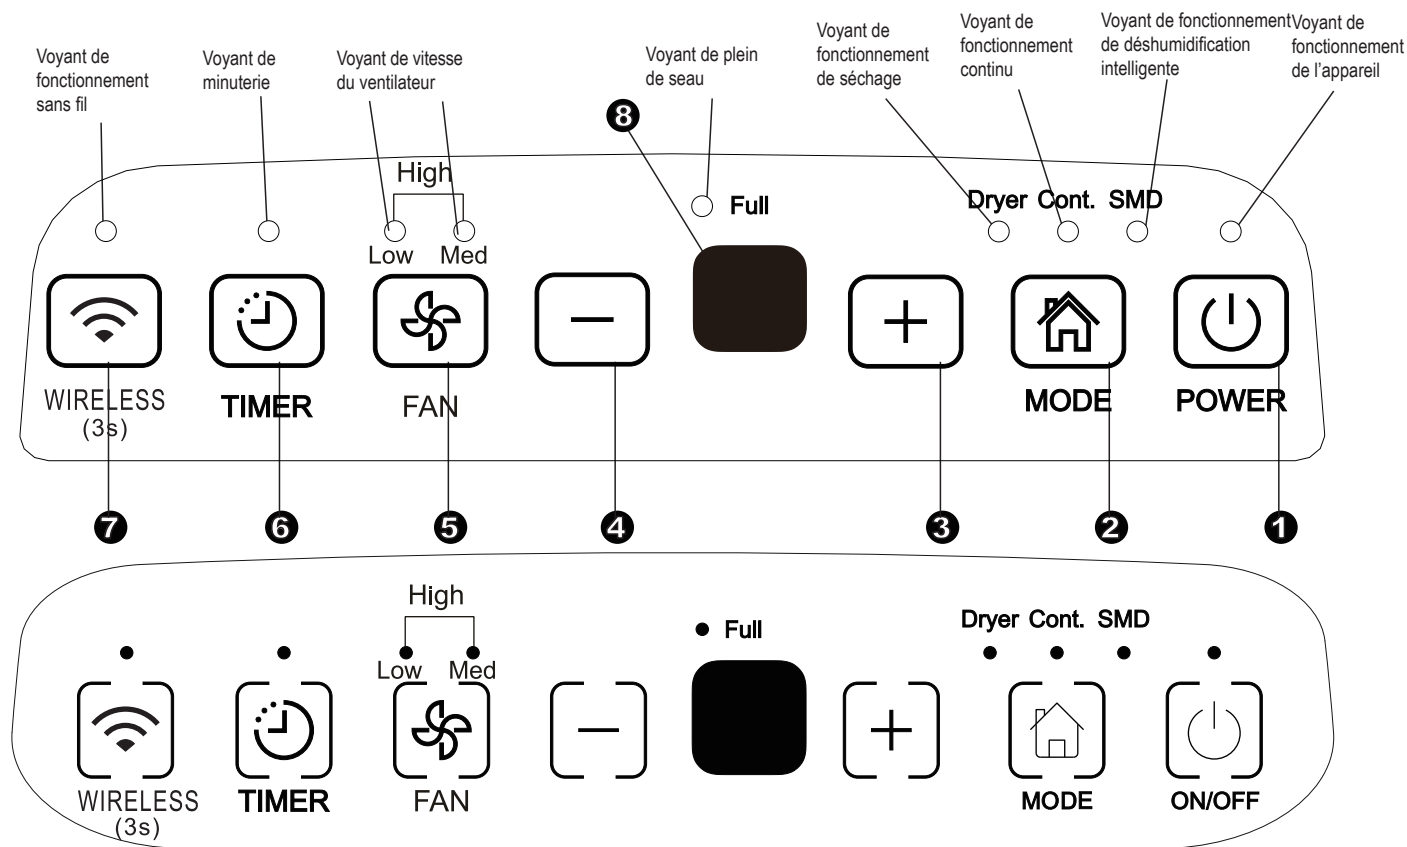 Voyant de
fonctionnement
sans fil
Voyant de
minuterie
Voyant de vitesse
du ventilateur
Voyant de plein
de seau
Voyant de
fonctionnement
de séchage
Voyant de
fonctionnement
continu
Voyant de fonctionnement
de déshumidification
intelligente
Voyant de
fonctionnement
de l'appareil
8
High
Low Med
Full
Dryer Cont. SMD
WIRELESS
(3s)
TIMER
FAN
MODE
POWER
7 6 5 4 3 2 1
High
Low Med
Full
Dryer Cont. SMD
WIRELESS
(3s)
TIMER
FAN
MODE
ON/OFF